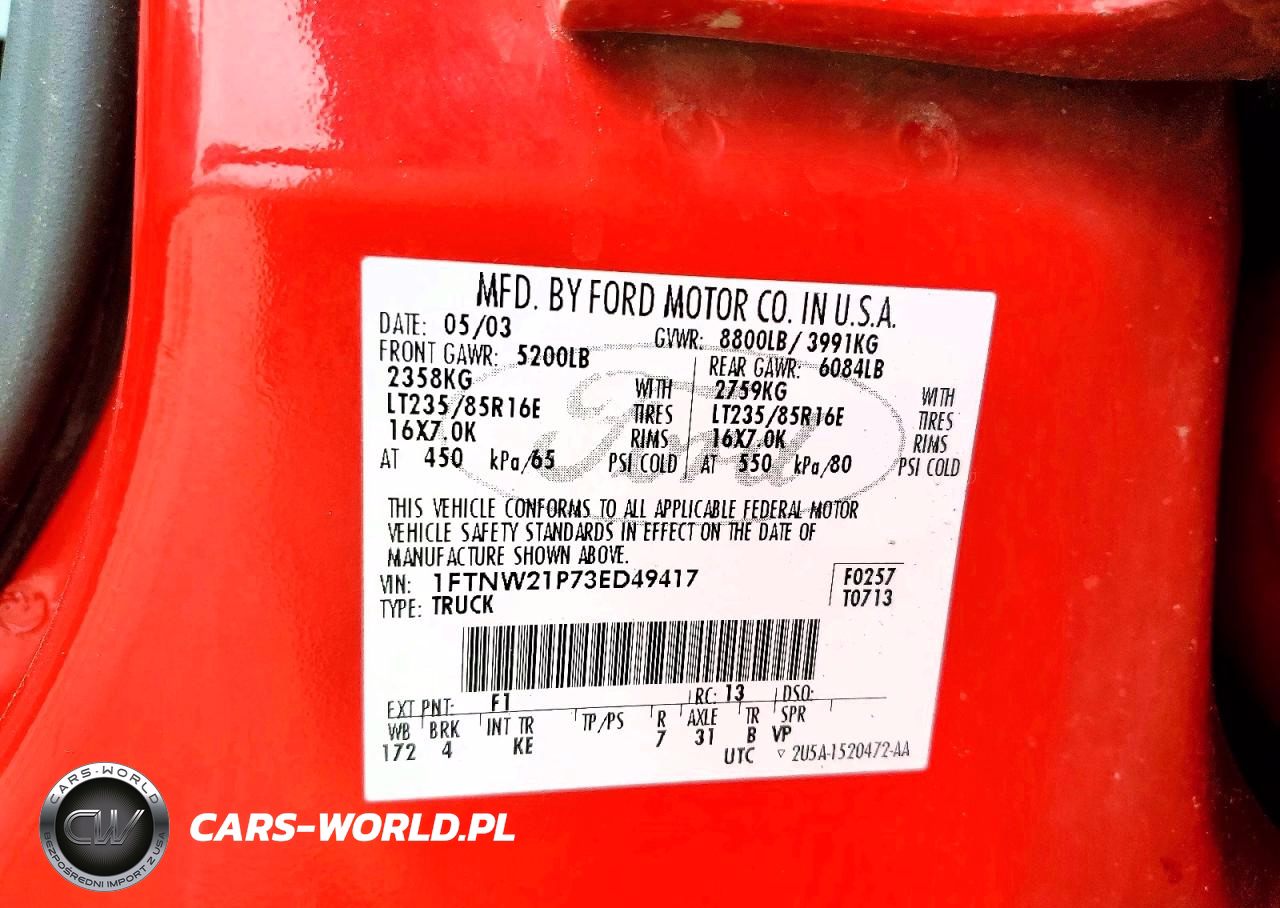 MFD. BY FORD MOTOR CO. IN U.S.A.
DATE: 05/03 GVWR: 8800LB/ 3991KG
FRONT GAWR: 5200LB REAR GAWR: 6084LB
2358KG WITH 2759KG WITH
LT235/85R16E TIRES LT235/85R16E TIRES
16X7.0K RIMS 16X7.0K RIMS
AT 450 kPa/65 PSI COLD AT 550 kPa/80 PSI COLD
Ford
THIS VEHICLE CONFORMS TO ALL APPLICABLE FEDERAL MOTOR
VEHICLE SAFETY STANDARDS IN EFFECT ON THE DATE OF
MANUFACTURE SHOWN ABOVE.
VIN: 1FTNW21P73ED49417 F0257
TYPE: TRUCK T0713
EXT PNT: F1 RC: 13 DSO:
WB BRK INT TR TP/PS R AXLE TR SPR
172 4 KE 7 31 B VP
UTC ▽ 2U5A-1520472-AA
CARS-WORLD
CW
BEZPOŚREDNI IMPORT Z USA
CARS-WORLD.PL